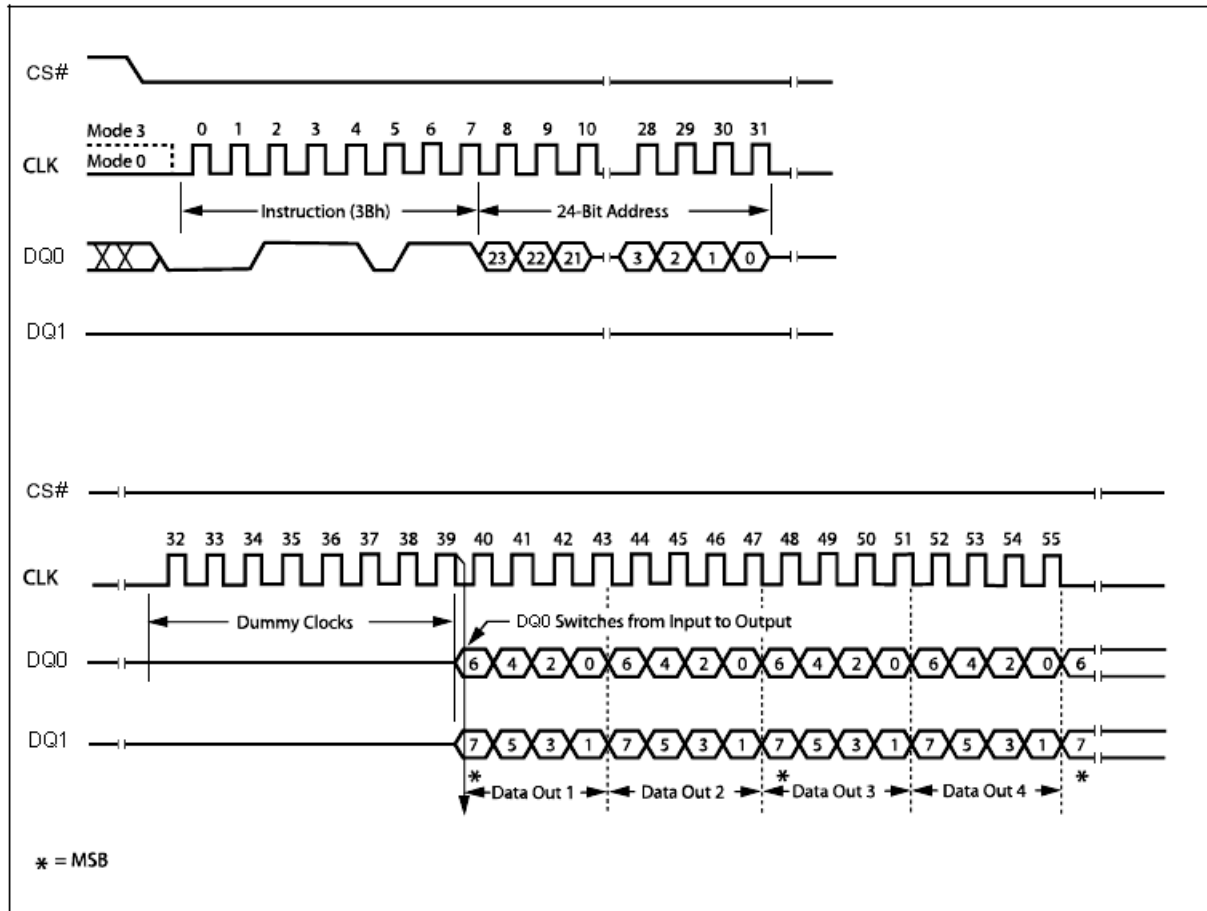 CS#
Mode 3
0 1 2 3 4 5 6 7 8 9 10 28 29 30 31
Mode 0
CLK
Instruction (3Bh) 24-Bit Address
DQ0 23 22 21 3 2 1 0
DQ1
CS#
32 33 34 35 36 37 38 39 40 41 42 43 44 45 46 47 48 49 50 51 52 53 54 55
CLK
Dummy Clocks DQ0 Switches from Input to Output
DQ0 6 4 2 0 6 4 2 0 6 4 2 0 6 4 2 0 6
DQ1 7 5 3 1 7 5 3 1 7 5 3 1 7 5 3 1 7
* * *
Data Out 1 Data Out 2 Data Out 3 Data Out 4
* = MSB